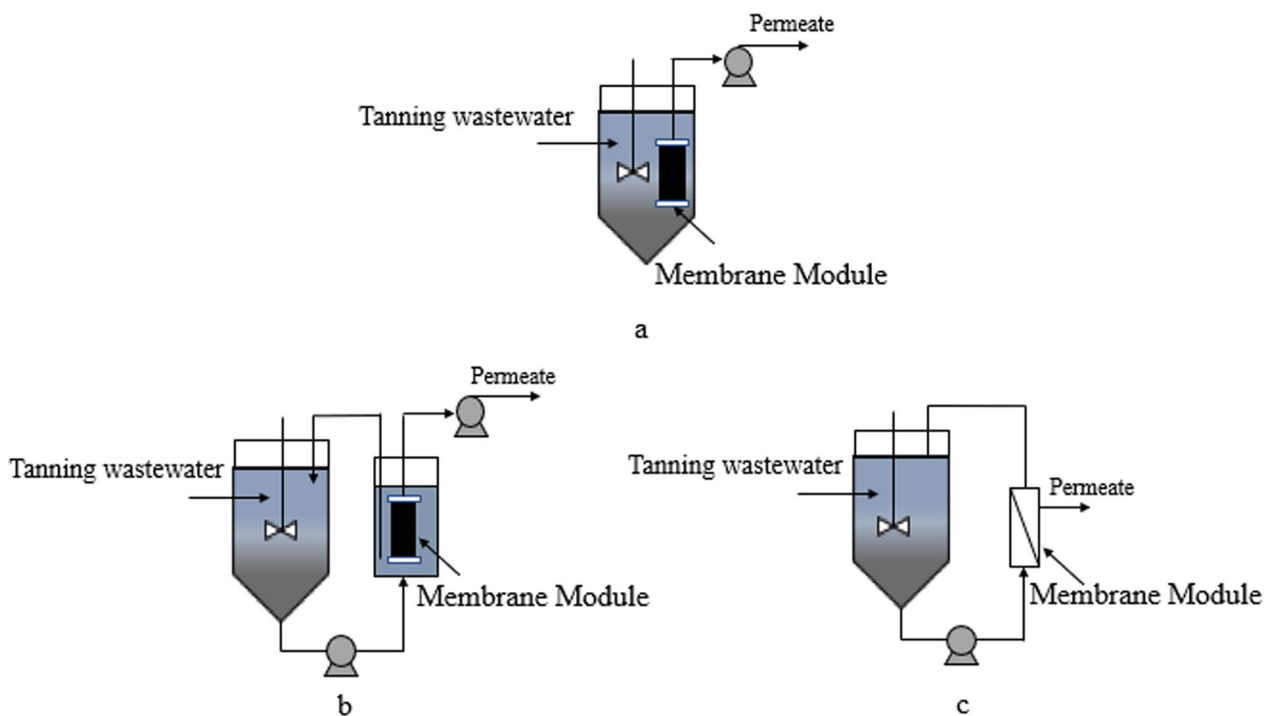 Permeate
Tanning wastewater
Membrane Module
a
Permeate
Tanning wastewater
Membrane Module
b
Tanning wastewater
Permeate
Membrane Module
c